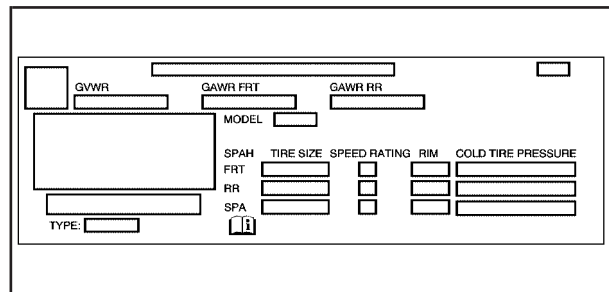 GVWR GAWR FRT GAWR RR
MODEL
SPAH TIRE SIZE SPEED RATING RIM COLD TIRE PRESSURE
FRT
RR
SPA
TYPE:
i